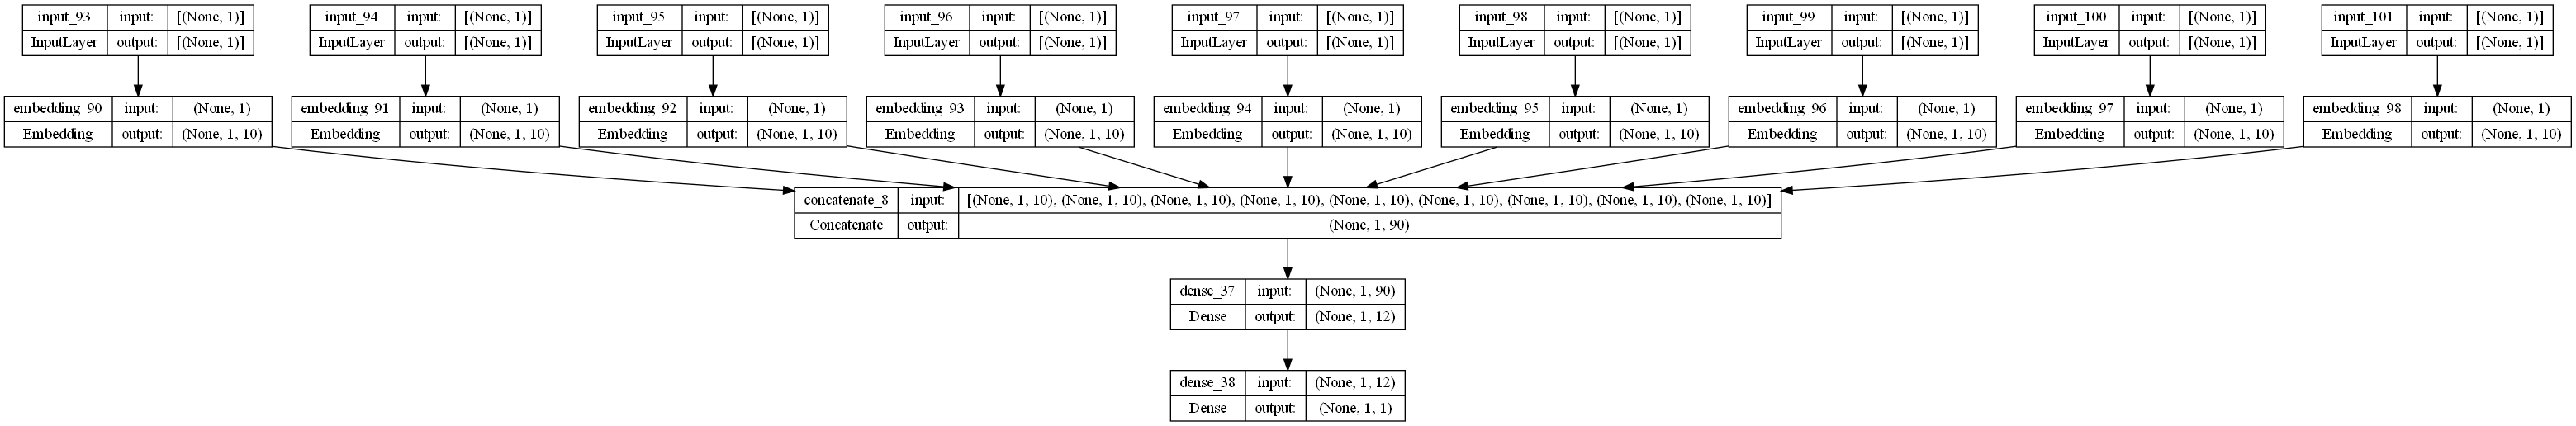 input_93 input: [(None, 1)] input_94 input: [(None, 1)] input_95 input: [(None, 1)] input_96 input: [(None, 1)] input_97 input: [(None, 1)] input_98 input: [(None, 1)] input_99 input: [(None, 1)] input_100 input: [(None, 1)] input_101 input: [(None, 1)]
InputLayer output: [(None, 1)] InputLayer output: [(None, 1)] InputLayer output: [(None, 1)] InputLayer output: [(None, 1)] InputLayer output: [(None, 1)] InputLayer output: [(None, 1)] InputLayer output: [(None, 1)] InputLayer output: [(None, 1)] InputLayer output: [(None, 1)]
embedding_90 input: (None, 1) embedding_91 input: (None, 1) embedding_92 input: (None, 1) embedding_93 input: (None, 1) embedding_94 input: (None, 1) embedding_95 input: (None, 1) embedding_96 input: (None, 1) embedding_97 input: (None, 1) embedding_98 input: (None, 1)
Embedding output: (None, 1, 10) Embedding output: (None, 1, 10) Embedding output: (None, 1, 10) Embedding output: (None, 1, 10) Embedding output: (None, 1, 10) Embedding output: (None, 1, 10) Embedding output: (None, 1, 10) Embedding output: (None, 1, 10) Embedding output: (None, 1, 10)
concatenate_8 input: [(None, 1, 10), (None, 1, 10), (None, 1, 10), (None, 1, 10), (None, 1, 10), (None, 1, 10), (None, 1, 10), (None, 1, 10), (None, 1, 10)]
Concatenate output: (None, 1, 90)
dense_37 input: (None, 1, 90)
Dense output: (None, 1, 12)
dense_38 input: (None, 1, 12)
Dense output: (None, 1, 1)